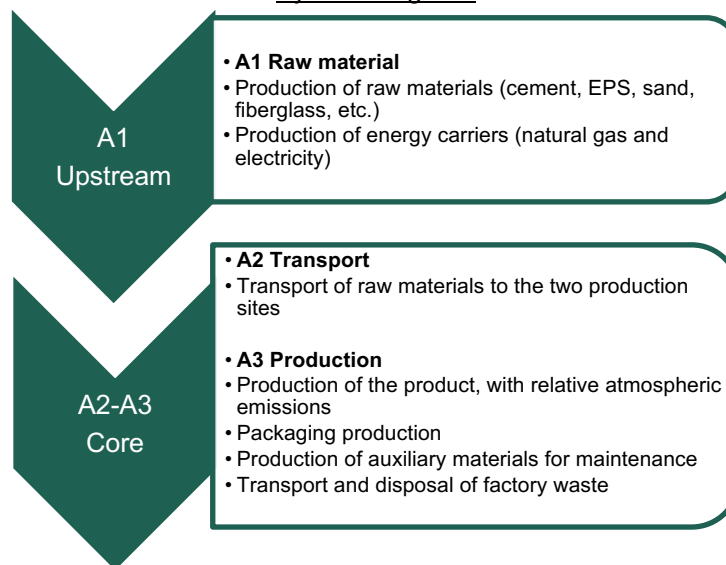 A1
Upstream
• A1 Raw material
• Production of raw materials (cement, EPS, sand,
fiberglass, etc.)
• Production of energy carriers (natural gas and
electricity)
A2-A3
Core
• A2 Transport
• Transport of raw materials to the two production
sites
• A3 Production
• Production of the product, with relative atmospheric
emissions
• Packaging production
• Production of auxiliary materials for maintenance
• Transport and disposal of factory waste